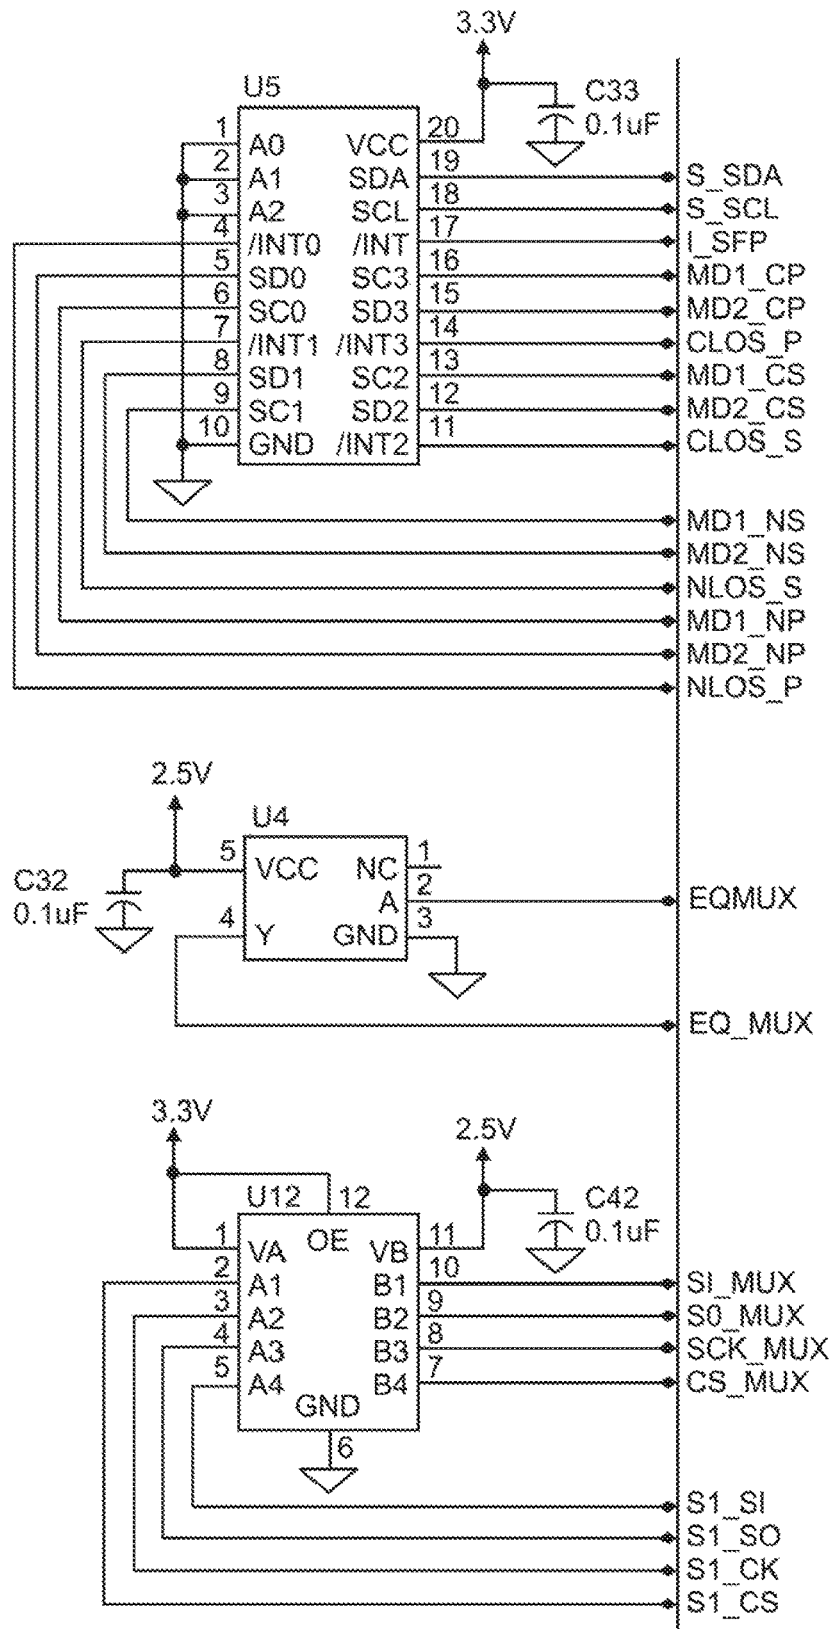 3.3V
U5
C33
0.1uF
1 A0 VCC 20
2 A1 SDA 19 S_SDA
3 A2 SCL 18 S_SCL
4 /INT0 /INT 17 I_SFP
5 SD0 SC3 16 MD1_CP
6 SC0 SD3 15 MD2_CP
7 /INT1 /INT3 14 CLOS_P
8 SD1 SC2 13 MD1_CS
9 SC1 SD2 12 MD2_CS
10 GND /INT2 11 CLOS_S
MD1_NS
MD2_NS
NLOS_S
MD1_NP
MD2_NP
NLOS_P
2.5V
U4
C32
0.1uF
5 VCC NC 1
A 2 EQMUX
4 Y GND 3
EQ_MUX
3.3V
2.5V
U12 12
C42
0.1uF
OE
1 VA VB 11
2 A1 B1 10 SI_MUX
3 A2 B2 9 S0_MUX
4 A3 B3 8 SCK_MUX
5 A4 B4 7 CS_MUX
GND
6
S1_SI
S1_SO
S1_CK
S1_CS